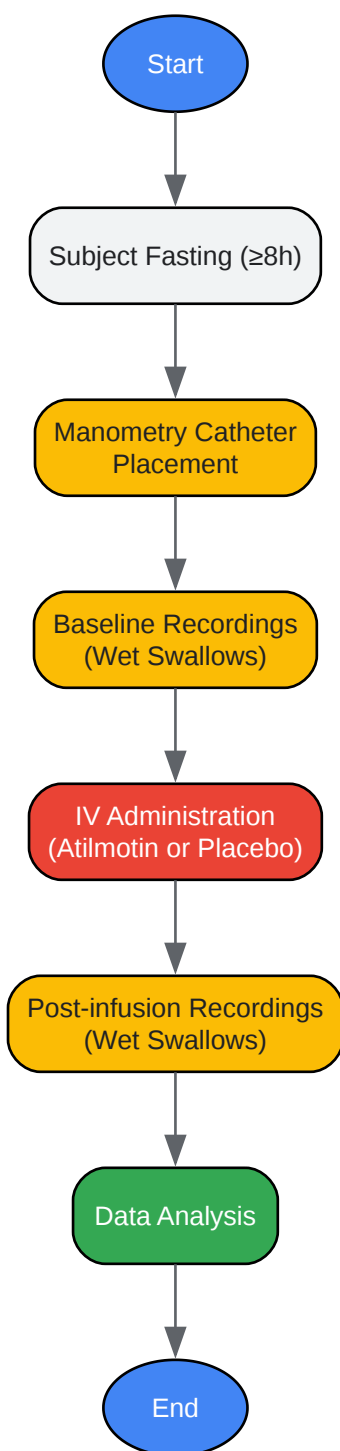 Start
Subject Fasting (≥8h)
Manometry Catheter
Placement
Baseline Recordings
(Wet Swallows)
IV Administration
(Atilmotin or Placebo)
Post-infusion Recordings
(Wet Swallows)
Data Analysis
End